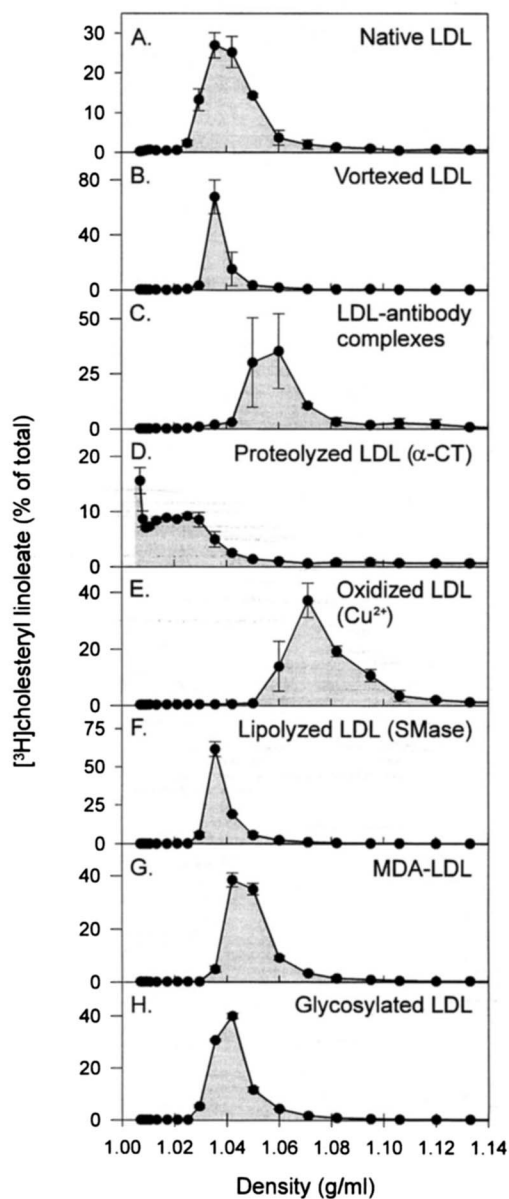 A.
Native LDL
30
20
10
0
B.
Vortexed LDL
80
40
0
C.
LDL-antibody
complexes
50
25
0
D.
Proteolyzed LDL (α-CT)
20
10
0
E.
Oxidized LDL
(Cu²⁺)
40
20
0
F.
Lipolyzed LDL (SMase)
75
50
25
0
G.
MDA-LDL
40
20
0
H.
Glycosylated LDL
40
20
0
[³H]cholesteryl linoleate (% of total)
1.00 1.02 1.04 1.06 1.08 1.10 1.12 1.14
Density (g/ml)